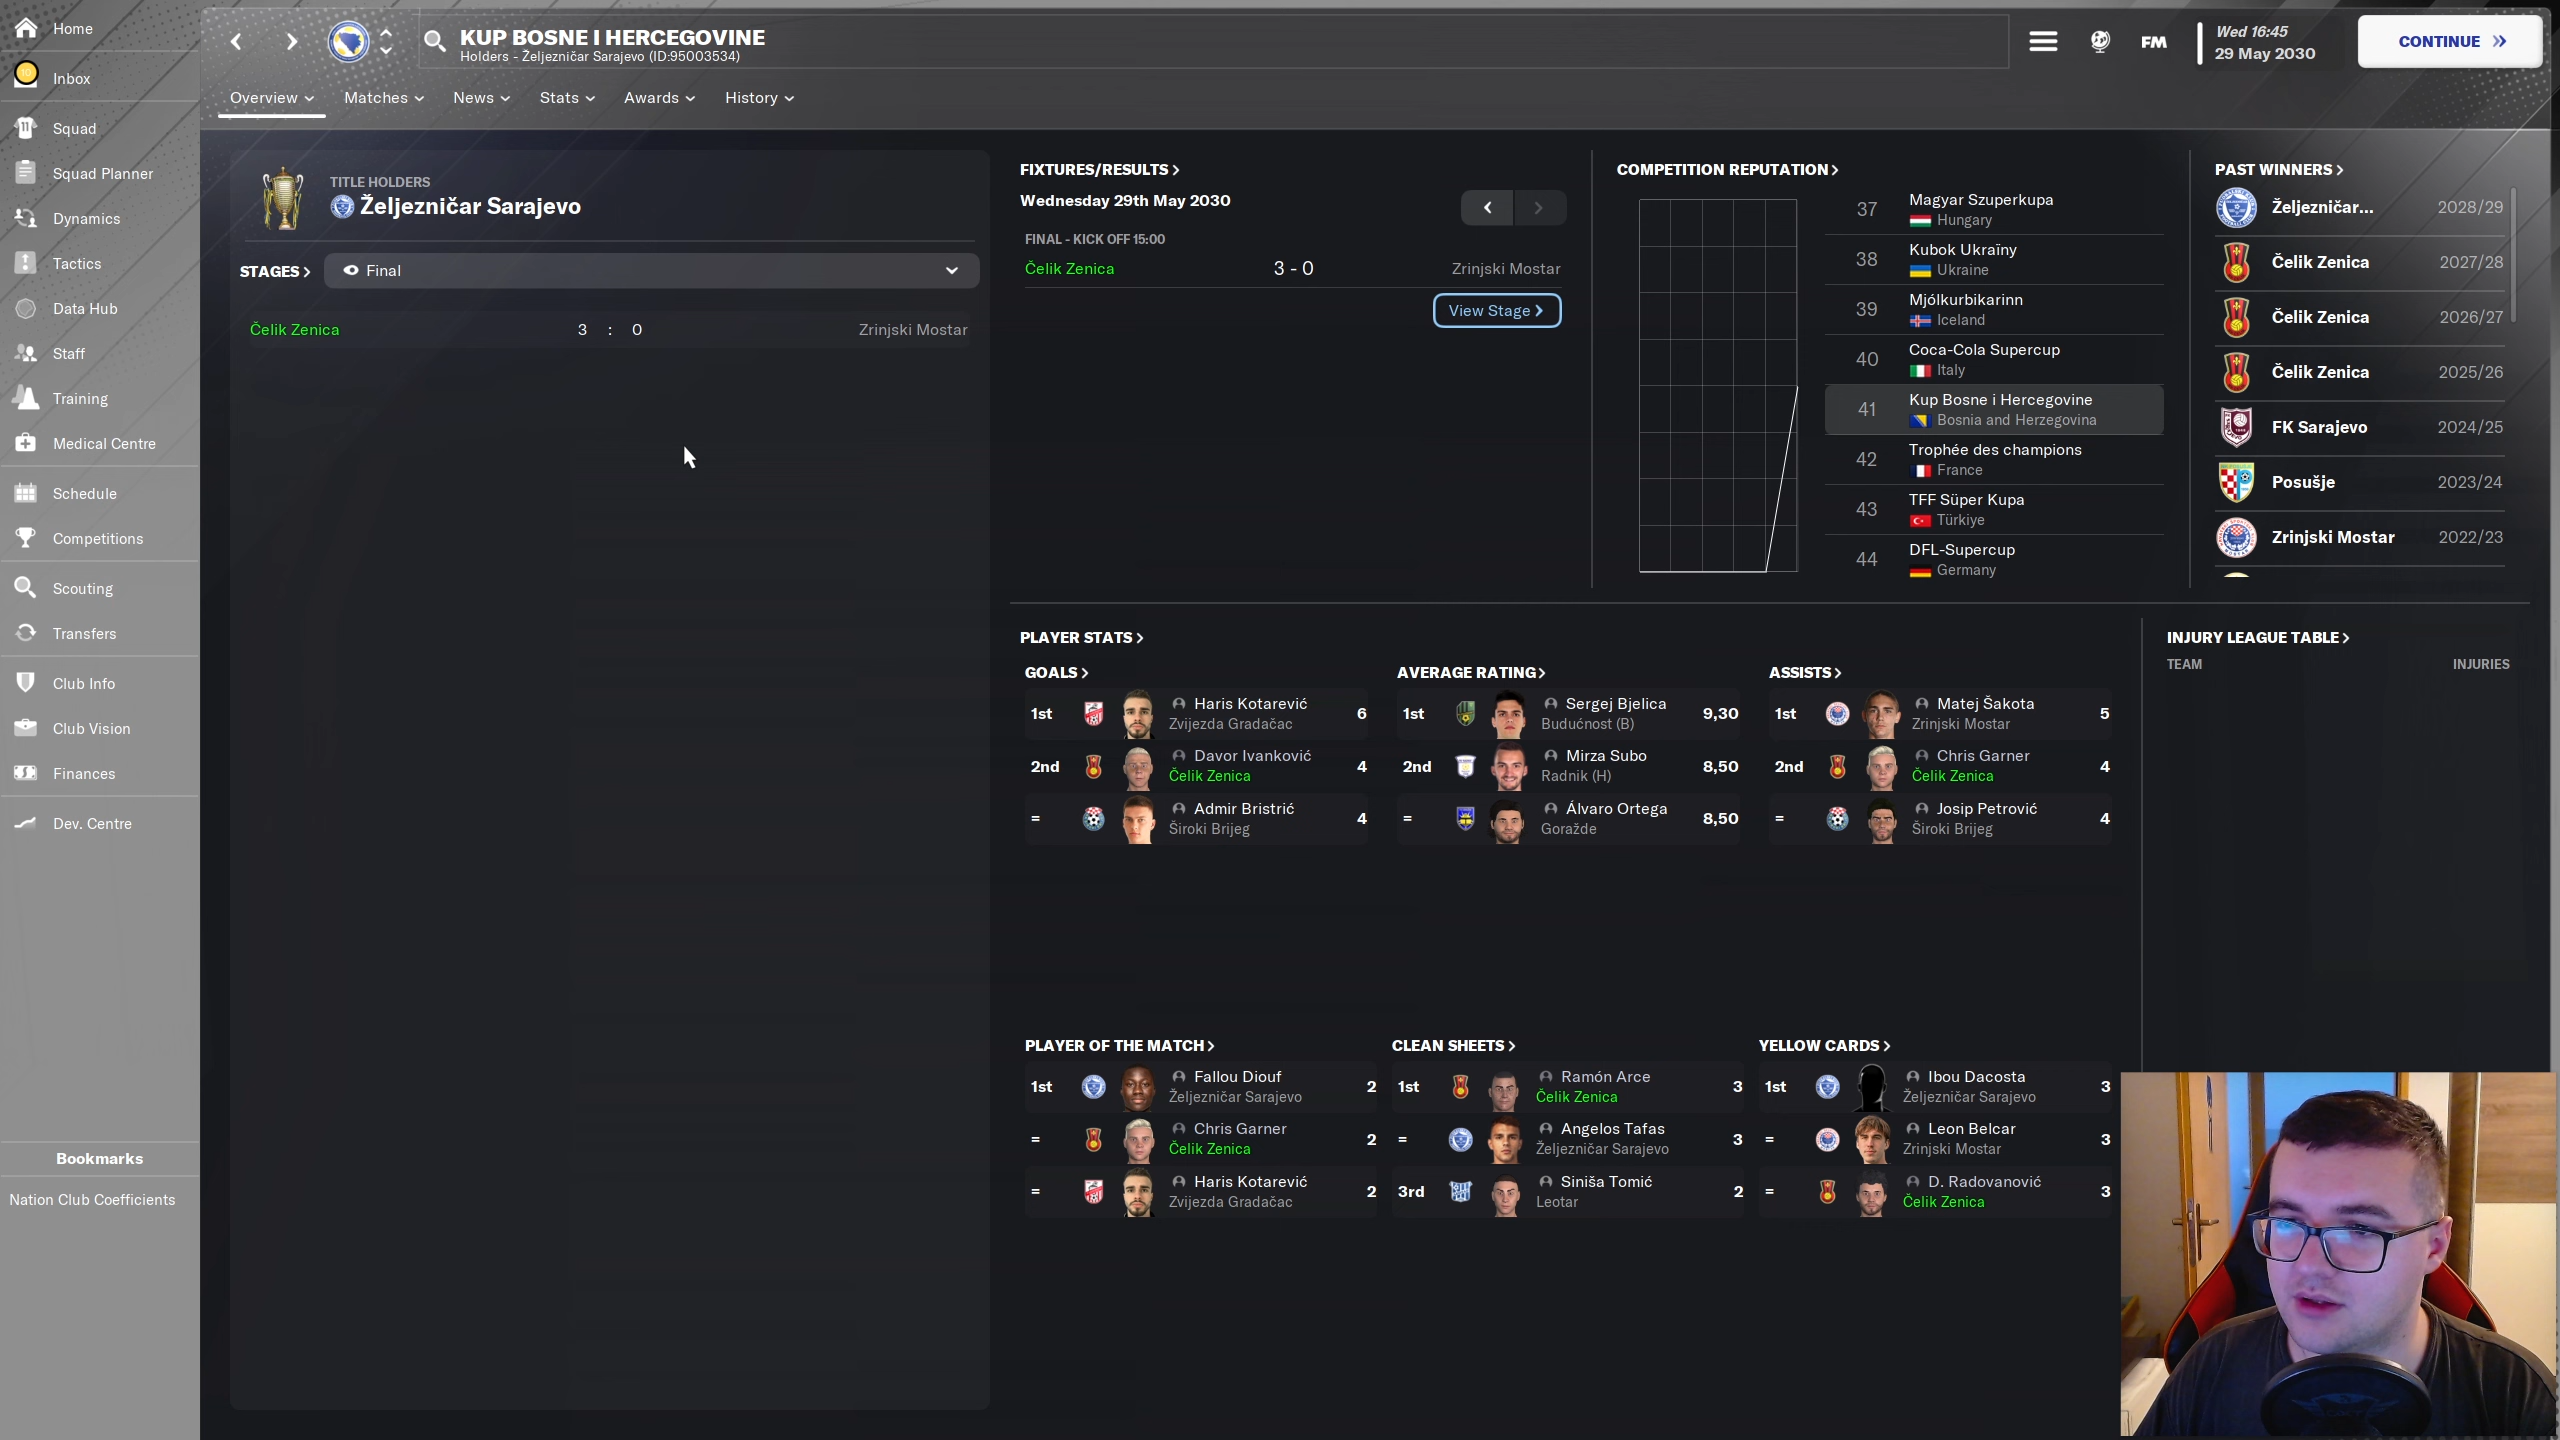 Home
Inbox
Squad
Squad Planner
Dynamics
Tactics
Data Hub
Staff
Training
Medical Centre
Schedule
Competitions
Scouting
Transfers
Club Info
Club Vision
Finances
Dev. Centre
Bookmarks
Nation Club Coefficients
KUP BOSNE I HERCEGOVINE
Holders - Željezničar Sarajevo (ID:95003534)
FM
Wed 16:45
29 May 2030
CONTINUE
Overview
Matches
News
Stats
Awards
History
TITLE HOLDERS
Željezničar Sarajevo
STAGES
Final
Čelik Zenica 3 : 0 Zrinjski Mostar
FIXTURES/RESULTS
Wednesday 29th May 2030
FINAL - KICK OFF 15:00
Čelik Zenica 3 - 0 Zrinjski Mostar
View Stage
COMPETITION REPUTATION
37 Magyar Szuperkupa
Hungary
38 Kubok Ukraïny
Ukraine
39 Mjólkurbikarinn
Iceland
40 Coca-Cola Supercup
Italy
41 Kup Bosne i Hercegovine
Bosnia and Herzegovina
42 Trophée des champions
France
43 TFF Süper Kupa
Türkiye
44 DFL-Supercup
Germany
PAST WINNERS
Željezničar... 2028/29
Čelik Zenica 2027/28
Čelik Zenica 2026/27
Čelik Zenica 2025/26
FK Sarajevo 2024/25
Posušje 2023/24
Zrinjski Mostar 2022/23
PLAYER STATS
GOALS
1st Haris Kotarević 6
Zvijezda Gradačac
2nd Davor Ivanković 4
Čelik Zenica
= Admir Bristrić 4
Široki Brijeg
AVERAGE RATING
1st Sergej Bjelica 9,30
Budućnost (B)
2nd Mirza Subo 8,50
Radnik (H)
= Álvaro Ortega 8,50
Goražde
ASSISTS
1st Matej Šakota 5
Zrinjski Mostar
2nd Chris Garner 4
Čelik Zenica
= Josip Petrović 4
Široki Brijeg
INJURY LEAGUE TABLE
TEAM INJURIES
PLAYER OF THE MATCH
1st Fallou Diouf 2
Željezničar Sarajevo
= Chris Garner 2
Čelik Zenica
= Haris Kotarević 2
Zvijezda Gradačac
CLEAN SHEETS
1st Ramón Arce 3
Čelik Zenica
= Angelos Tafas 3
Željezničar Sarajevo
3rd Siniša Tomić 2
Leotar
YELLOW CARDS
1st Ibou Dacosta 3
Željezničar Sarajevo
= Leon Belcar 3
Zrinjski Mostar
= D. Radovanović 3
Čelik Zenica